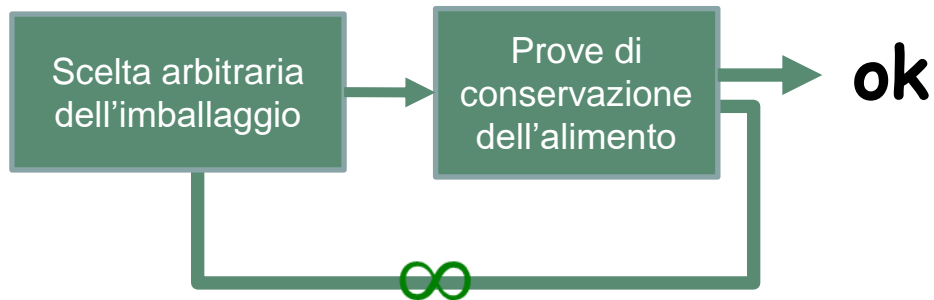 Scelta arbitraria
dell’imballaggio
Prove di
conservazione
dell’alimento
ok
∞